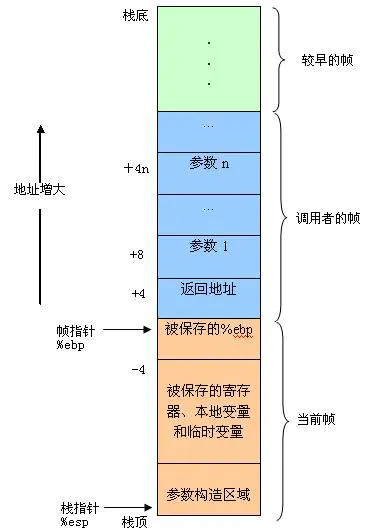 栈底
·
·
·
较早的帧
...
+4n
参数 n
地址增大
...
调用者的帧
+8
参数 1
+4
返回地址
帧指针
%ebp
被保存的%ebp
-4
被保存的寄存
器、本地变量
和临时变量
当前帧
参数构造区域
栈指针
%esp
栈顶